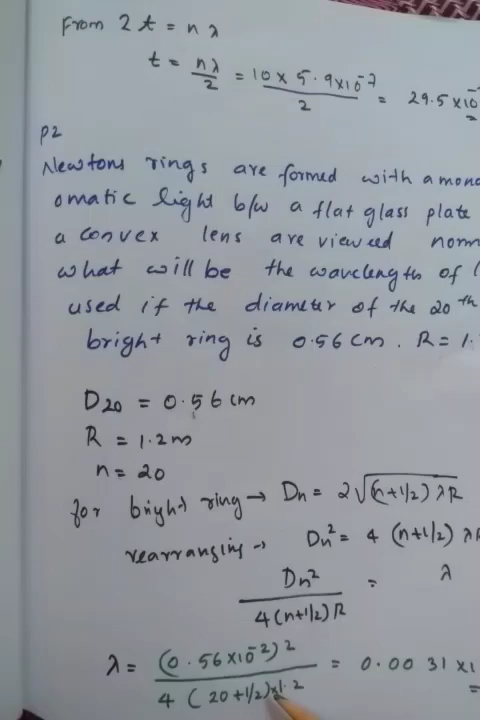 From 2t = nλ
t = nλ/2 = 10 × 5.9×10⁻⁷/2 = 29.5×10
P2
Newtons rings are formed with a mono
omatic light b/w a flat glass plate
a convex lens are viewed norm
what will be the wavelength of l
used if the diameter of the 20th
bright ring is 0.56 cm. R = 1.
D₂₀ = 0.56 cm
R = 1.2 m
n = 20
for bright ring → Dn = 2√(n+1/2) λR
rearranging → Dn² = 4 (n+1/2) λR
Dn²/4(n+1/2)R = λ
λ = (0.56×10⁻²)²/4 (20+1/2)×1.2 = 0.0031×1